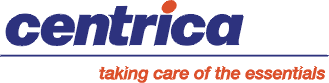 centrica
taking care of the essentials